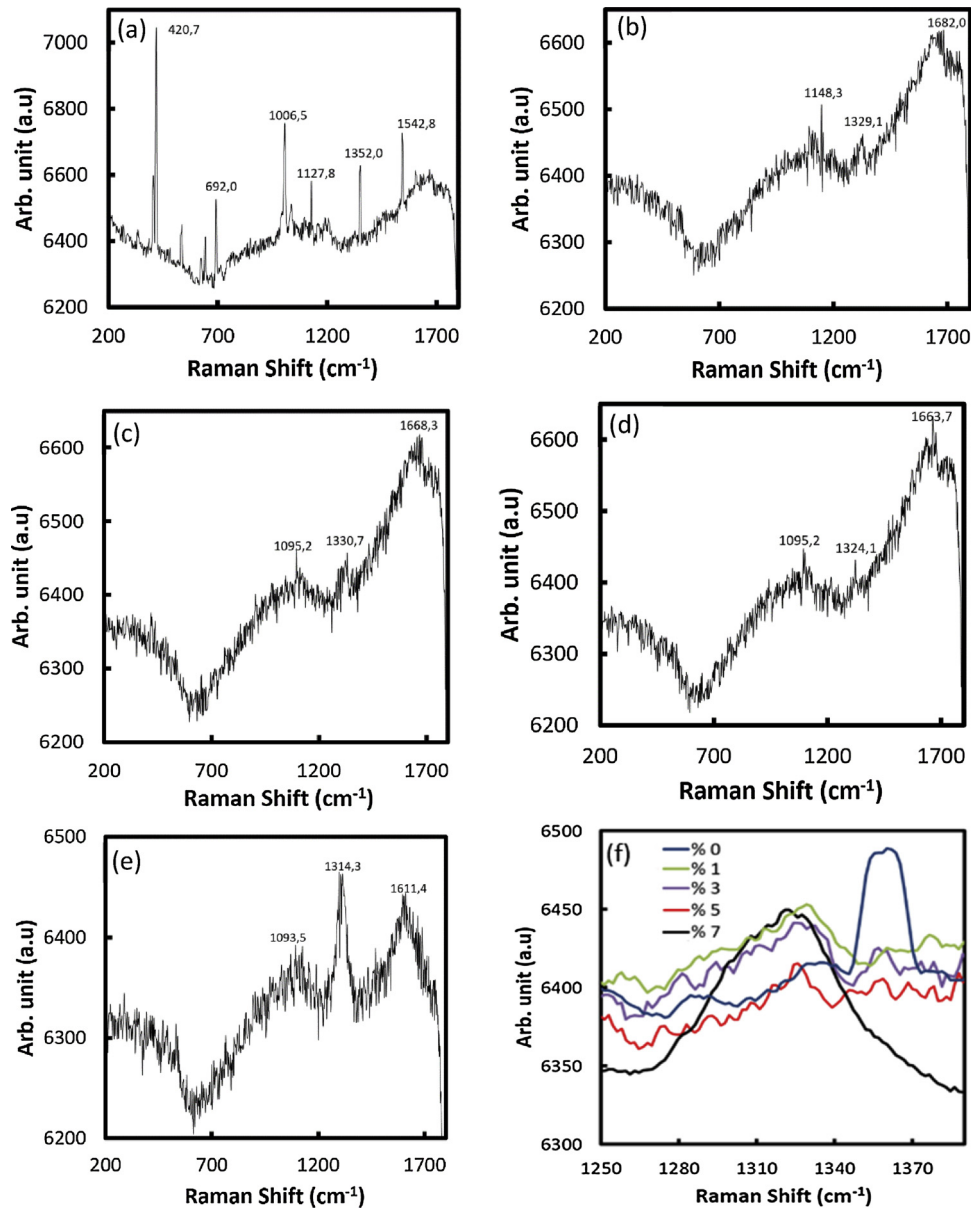 (a)
420,7
692,0
1006,5
1127,8
1352,0
1542,8
7000
6800
6600
6400
6200
200 700 1200 1700
Arb. unit (a.u)
Raman Shift (cm-1)
(b)
1148,3
1329,1
1682,0
6600
6500
6400
6300
6200
200 700 1200 1700
Arb. unit (a.u)
Raman Shift (cm-1)
(c)
1095,2
1330,7
1668,3
6600
6500
6400
6300
6200
200 700 1200 1700
Arb. unit (a.u)
Raman Shift (cm-1)
(d)
1095,2
1324,1
1663,7
6600
6500
6400
6300
6200
200 700 1200 1700
Arb. unit (a.u)
Raman Shift (cm-1)
(e)
1093,5
1314,3
1611,4
6500
6400
6300
6200
200 700 1200 1700
Arb. unit (a.u)
Raman Shift (cm-1)
(f)
% 0
% 1
% 3
% 5
% 7
6500
6450
6400
6350
6300
1250 1280 1310 1340 1370
Arb. unit (a.u)
Raman Shift (cm-1)